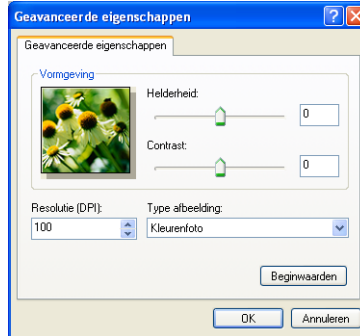 Geavanceerde eigenschappen
Geavanceerde eigenschappen
Vormgeving
Helderheid:
0
Contrast:
0
Resolutie (DPI):
Type afbeelding:
100
Kleurenfoto
Beginwaarden
OK
Annuleren